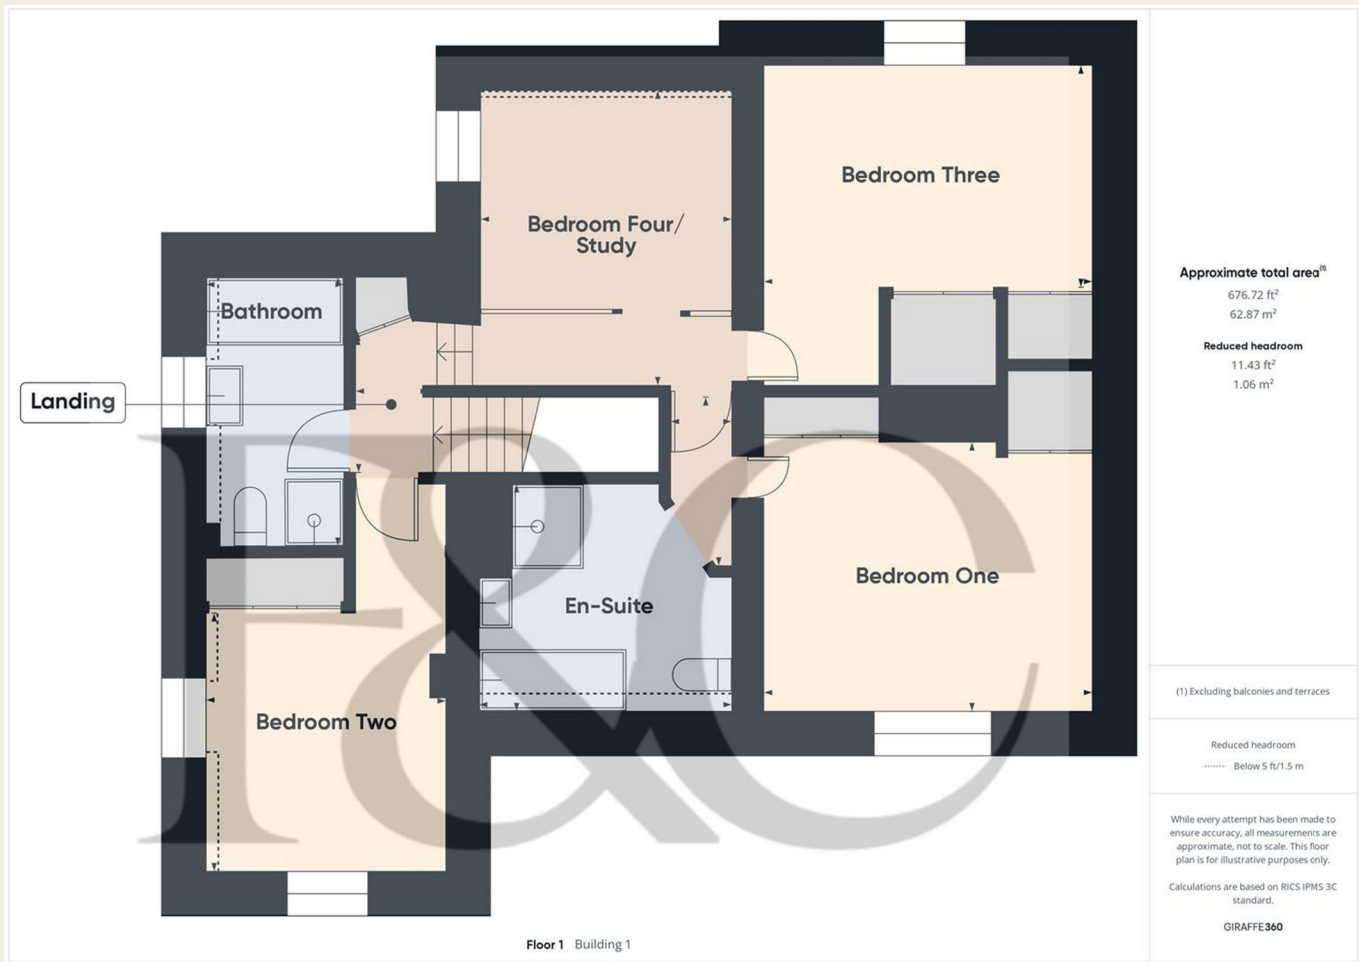 Bedroom Three
Bedroom Four/
Study
Bathroom
Landing
Bedroom One
En-Suite
Bedroom Two
F&C
Floor 1 Building 1
Approximate total area(1)
676.72 ft²
62.87 m²
Reduced headroom
11.43 ft²
1.06 m²
(1) Excluding balconies and terraces
Reduced headroom
Below 5 ft/1.5 m
While every attempt has been made to
ensure accuracy, all measurements are
approximate, not to scale. This floor
plan is for illustrative purposes only.
Calculations are based on RICS IPMS 3C
standard.
GIRAFFE360